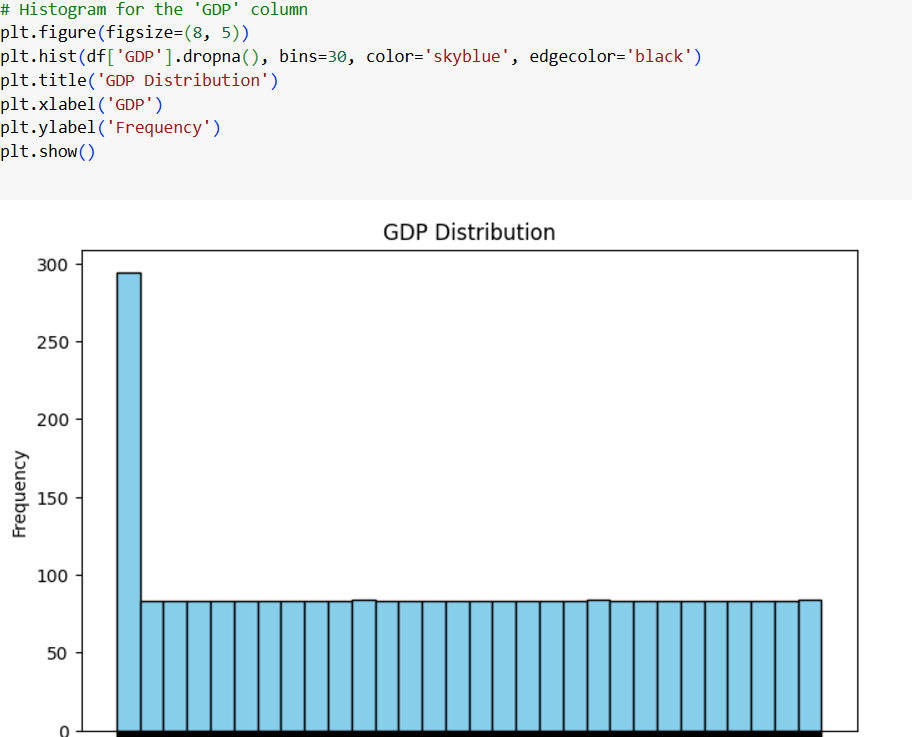 # Histogram for the 'GDP' column
plt.figure(figsize=(8, 5))
plt.hist(df['GDP'].dropna(), bins=30, color='skyblue', edgecolor='black')
plt.title('GDP Distribution')
plt.xlabel('GDP')
plt.ylabel('Frequency')
plt.show()
GDP Distribution
300
250
200
150
100
50
0
Frequency